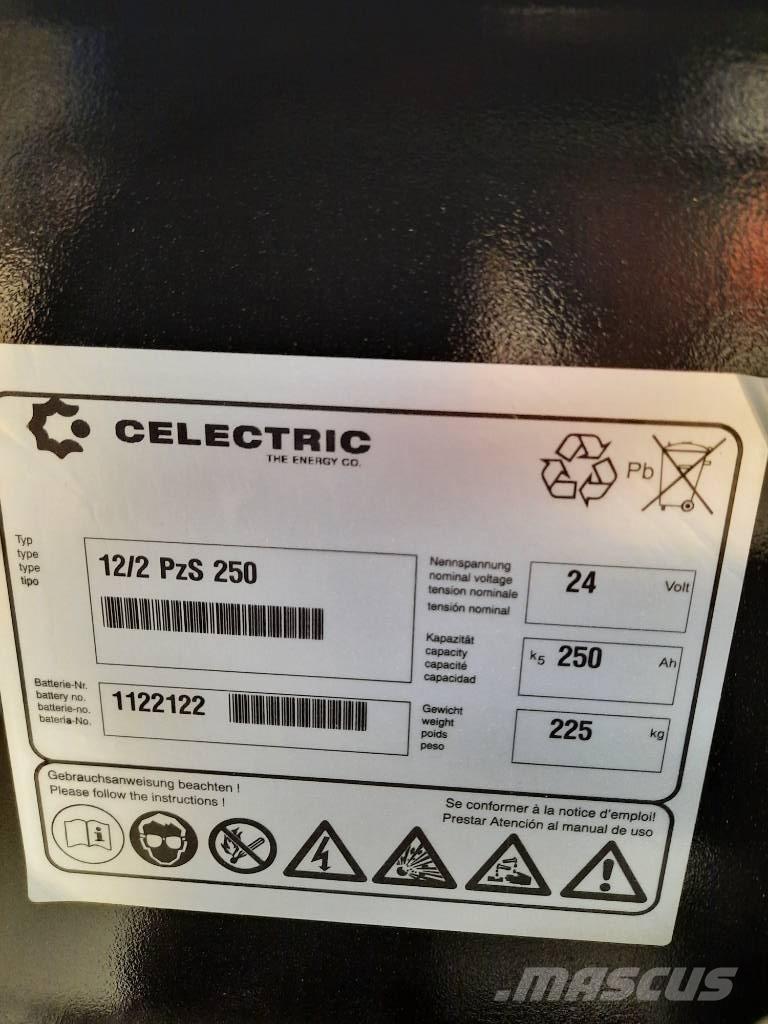 CELECTRIC
THE ENERGY CO.
Pb
Typ
type
type
tipo
12/2 PzS 250
Nennspannung
nominal voltage
tension nominale
tensión nominal
24 Volt
Kapazität
capacity
capacité
capacidad
k5 250 Ah
Batterie-Nr.
battery no.
batterie-no.
bateria-No.
1122122
Gewicht
weight
poids
peso
225 kg
Gebrauchsanweisung beachten !
Please follow the instructions !
Se conformer à la notice d'emploi!
Prestar Atención al manual de uso
.mascus